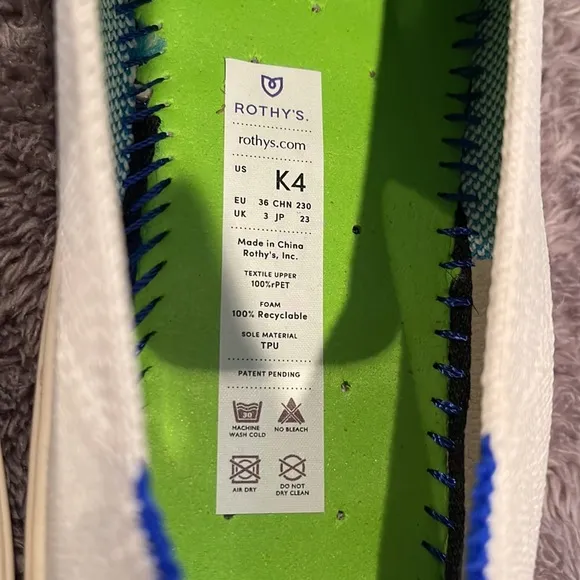 ROTHY'S.
rothys.com
US K4
EU 36 CHN 230
UK 3 JP 23
Made in China
Rothy's, Inc.
TEXTILE UPPER
100%rPET
FOAM
100% Recyclable
SOLE MATERIAL
TPU
PATENT PENDING
30
MACHINE WASH COLD
NO BLEACH
AIR DRY
DO NOT DRY CLEAN